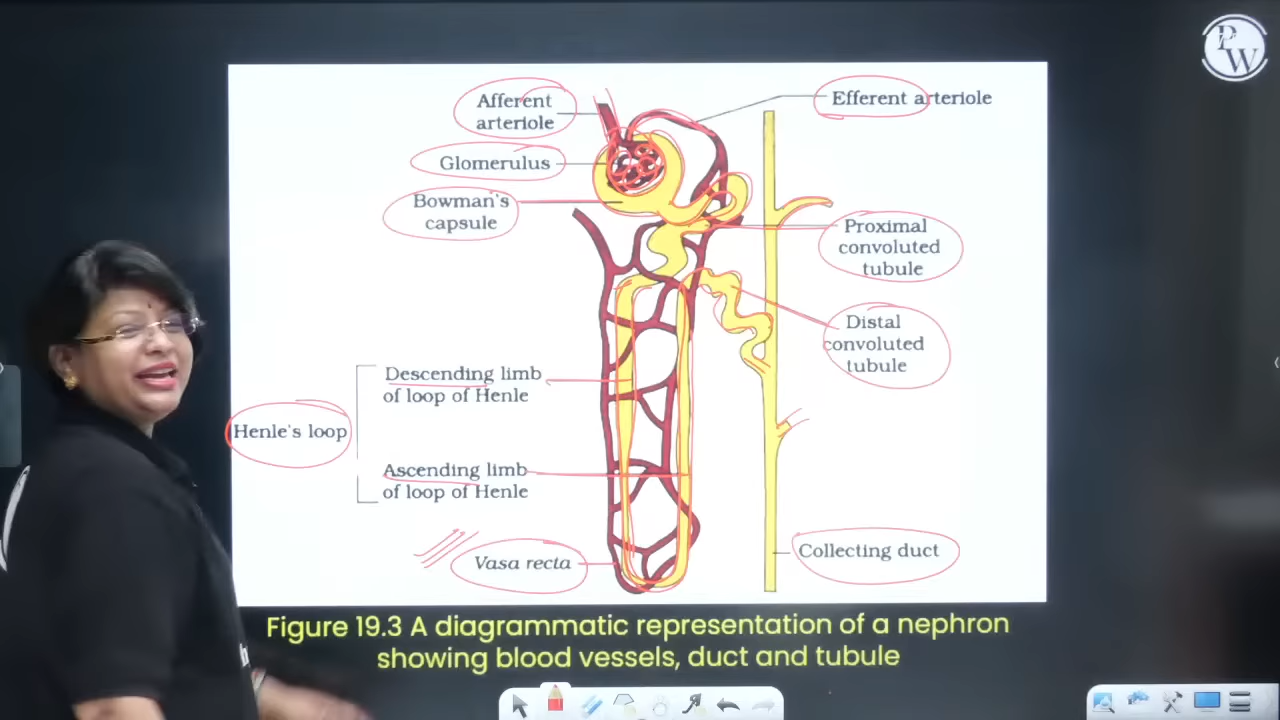 PW
Afferent
arteriole
Efferent arteriole
Glomerulus
Bowman's
capsule
Proximal
convoluted
tubule
Distal
convoluted
tubule
Descending limb
of loop of Henle
Henle's loop
Ascending limb
of loop of Henle
Vasa recta
Collecting duct
Figure 19.3 A diagrammatic representation of a nephron
showing blood vessels, duct and tubule